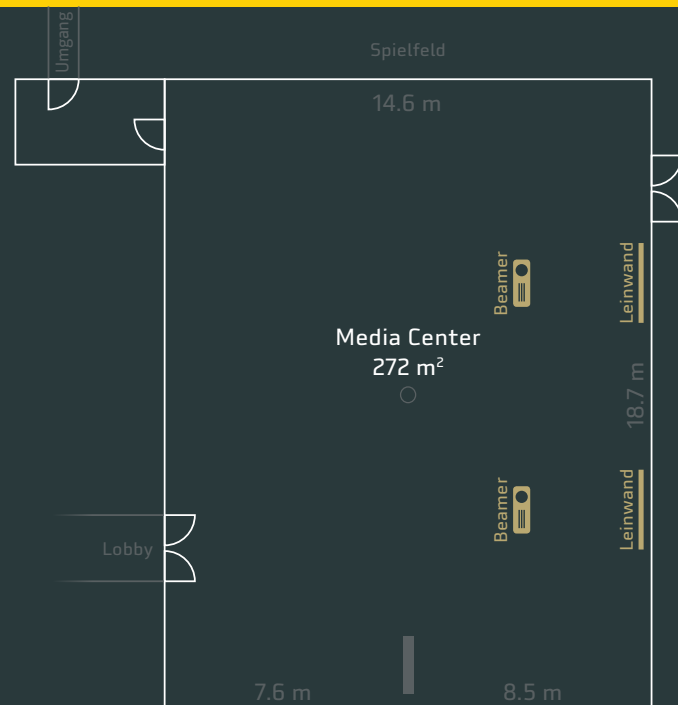 Umgang
Spielfeld
14.6 m
Beamer
Leinwand
Media Center
272 m²
18.7 m
Beamer
Leinwand
Lobby
7.6 m
8.5 m